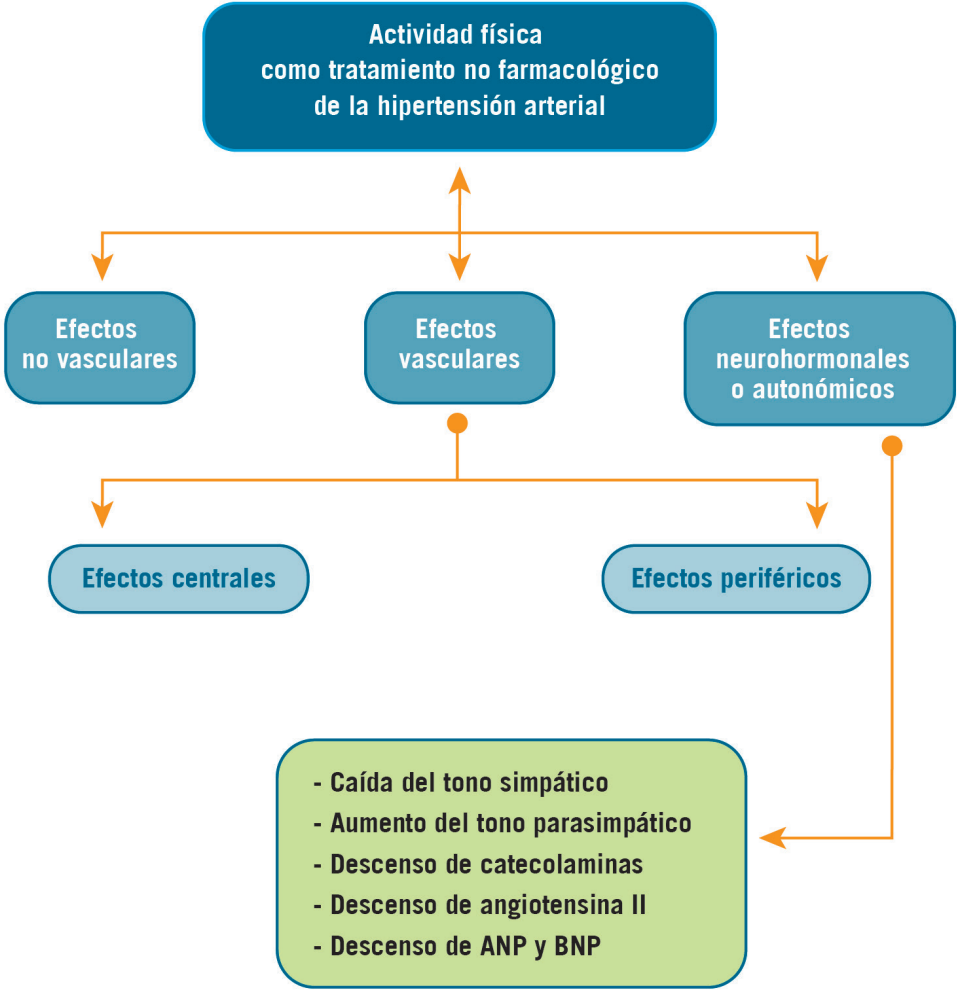 Actividad física
como tratamiento no farmacológico
de la hipertensión arterial
Efectos
no vasculares
Efectos
vasculares
Efectos
neurohormonales
o autonómicos
Efectos centrales
Efectos periféricos
- Caída del tono simpático
- Aumento del tono parasimpático
- Descenso de catecolaminas
- Descenso de angiotensina II
- Descenso de ANP y BNP